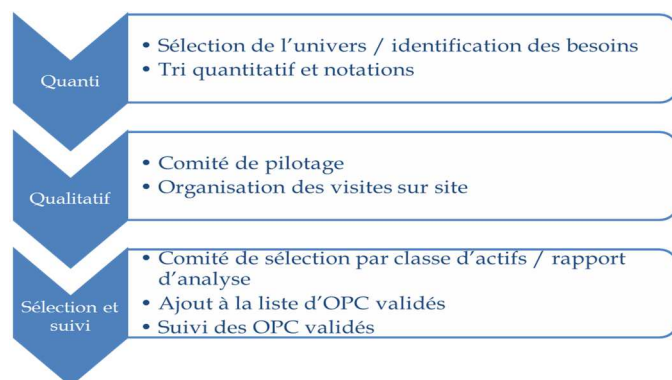 Quanti
• Sélection de l’univers / identification des besoins
• Tri quantitatif et notations
Qualitatif
• Comité de pilotage
• Organisation des visites sur site
Sélection et
suivi
• Comité de sélection par classe d’actifs / rapport
d’analyse
• Ajout à la liste d’OPC validés
• Suivi des OPC validés